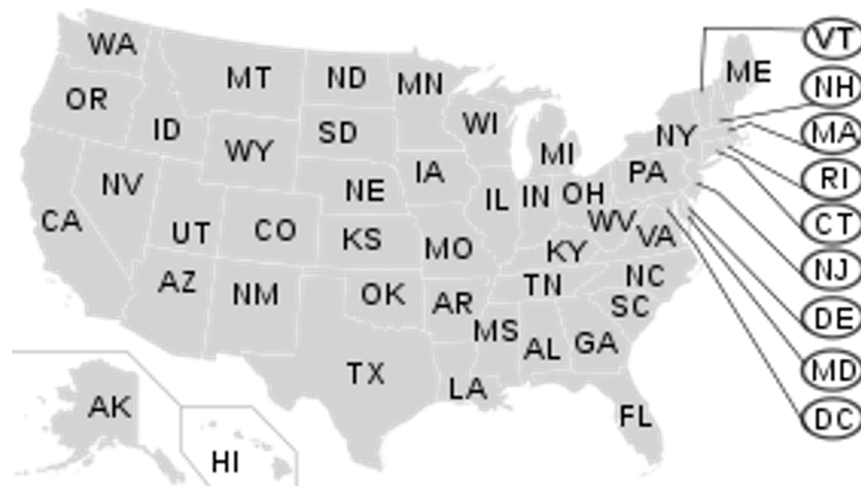 WA
MT
ND
MN
ME
VT
NH
OR
ID
SD
WI
NY
MA
WY
MI
RI
NV
NE
IA
IL
IN
OH
PA
CT
CA
UT
CO
KS
MO
KY
WV
VA
NJ
AZ
NM
OK
AR
TN
NC
SC
DE
MS
AL
GA
MD
TX
LA
FL
DC
AK
HI